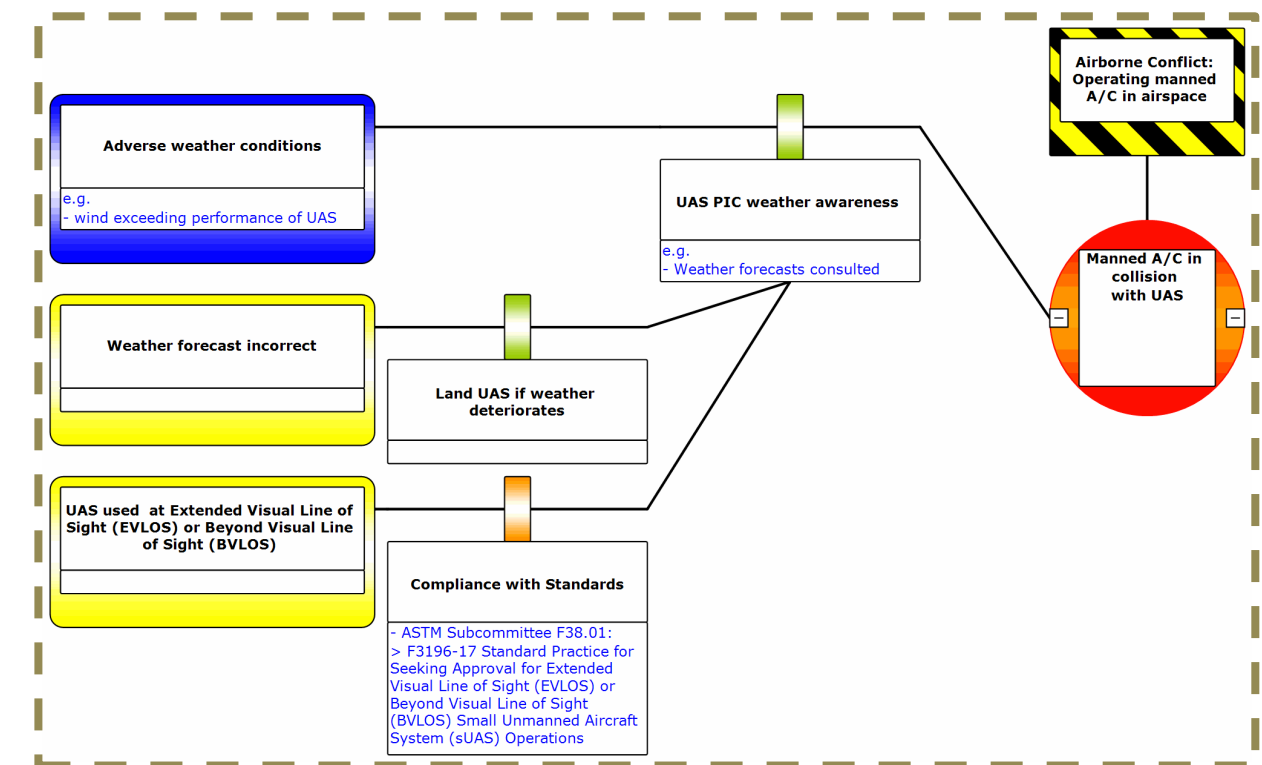 Airborne Conflict:
Operating manned
A/C in airspace
Adverse weather conditions
e.g.
- wind exceeding performance of UAS
UAS PIC weather awareness
e.g.
- Weather forecasts consulted
Manned A/C in
collision
with UAS
Weather forecast incorrect
Land UAS if weather
deteriorates
UAS used  at Extended Visual Line of
Sight (EVLOS) or Beyond Visual Line
of Sight (BVLOS)
Compliance with Standards
- ASTM Subcommittee F38.01:
> F3196-17 Standard Practice for
Seeking Approval for Extended
Visual Line of Sight (EVLOS) or
Beyond Visual Line of Sight
(BVLOS) Small Unmanned Aircraft
System (sUAS) Operations